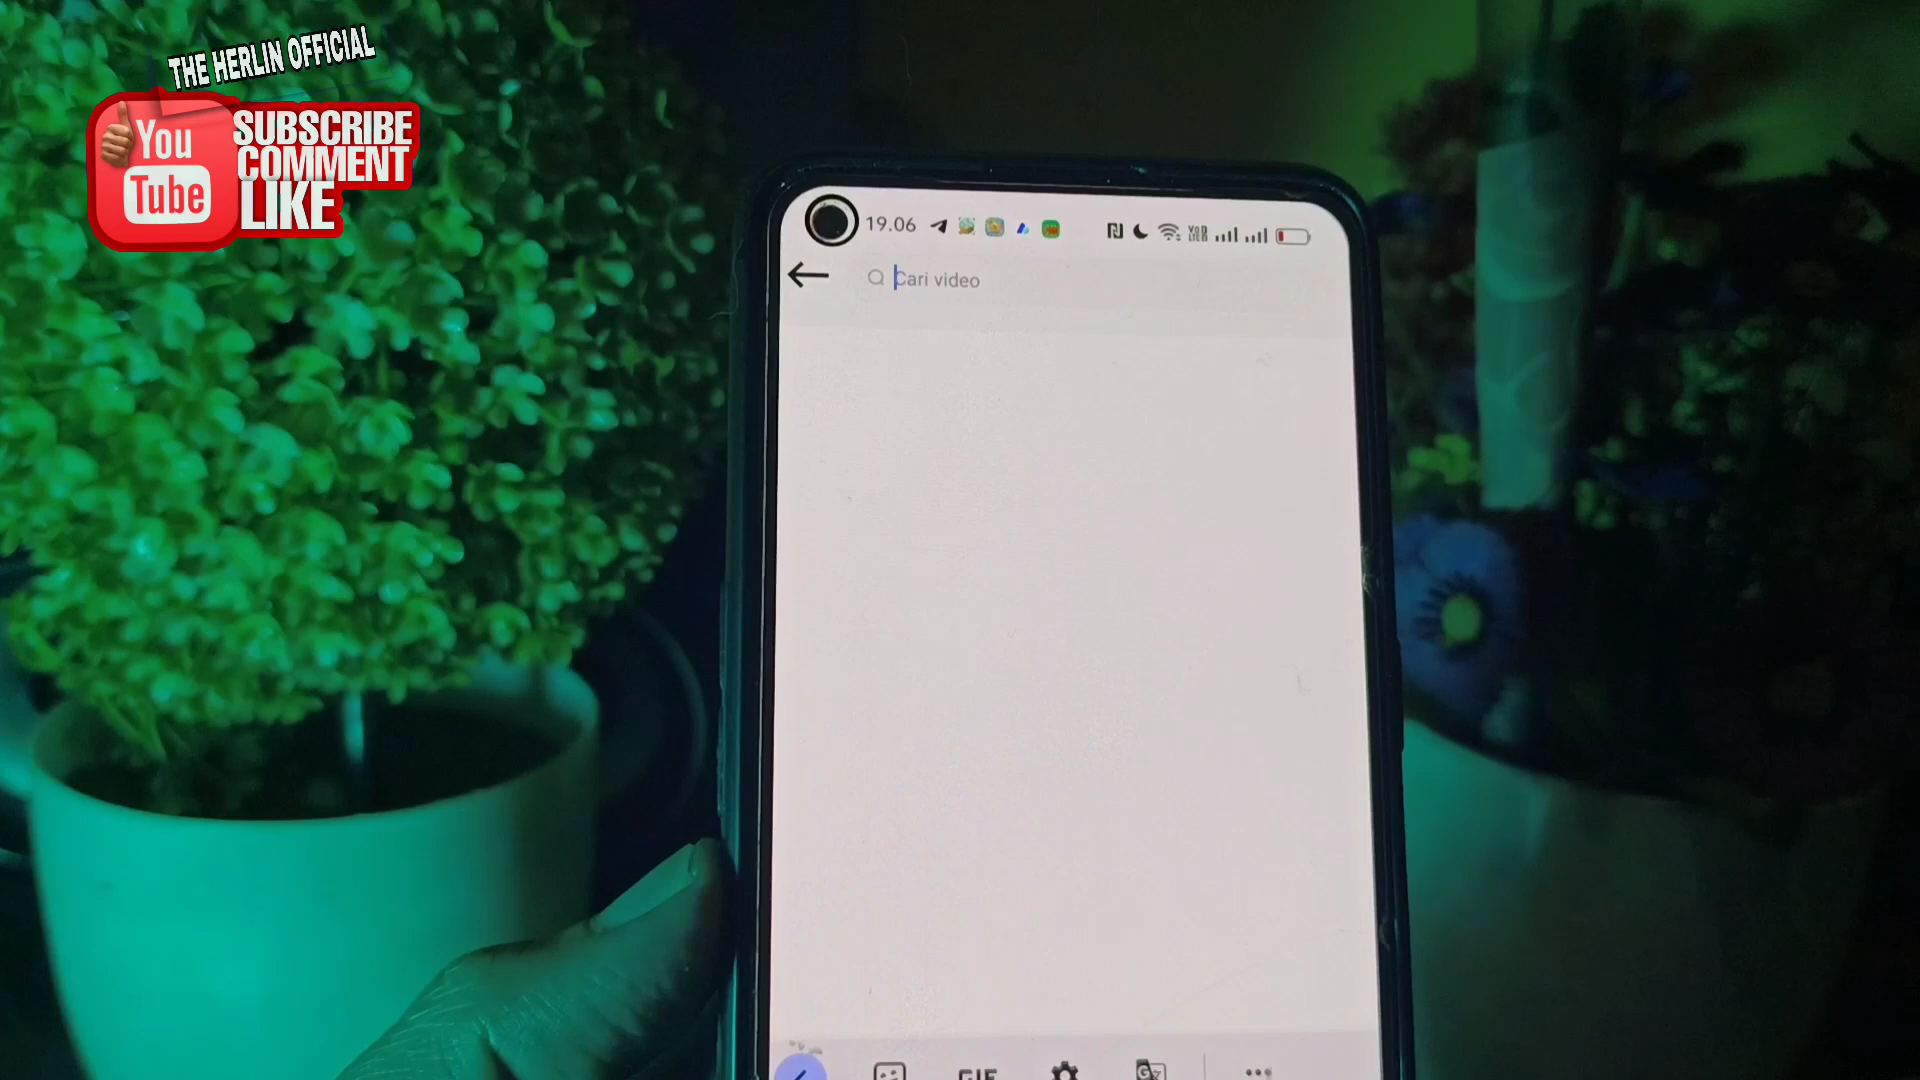 THE HERLIN OFFICIAL
You
Tube
SUBSCRIBE
COMMENT
LIKE
19.06
Cari video
GIF